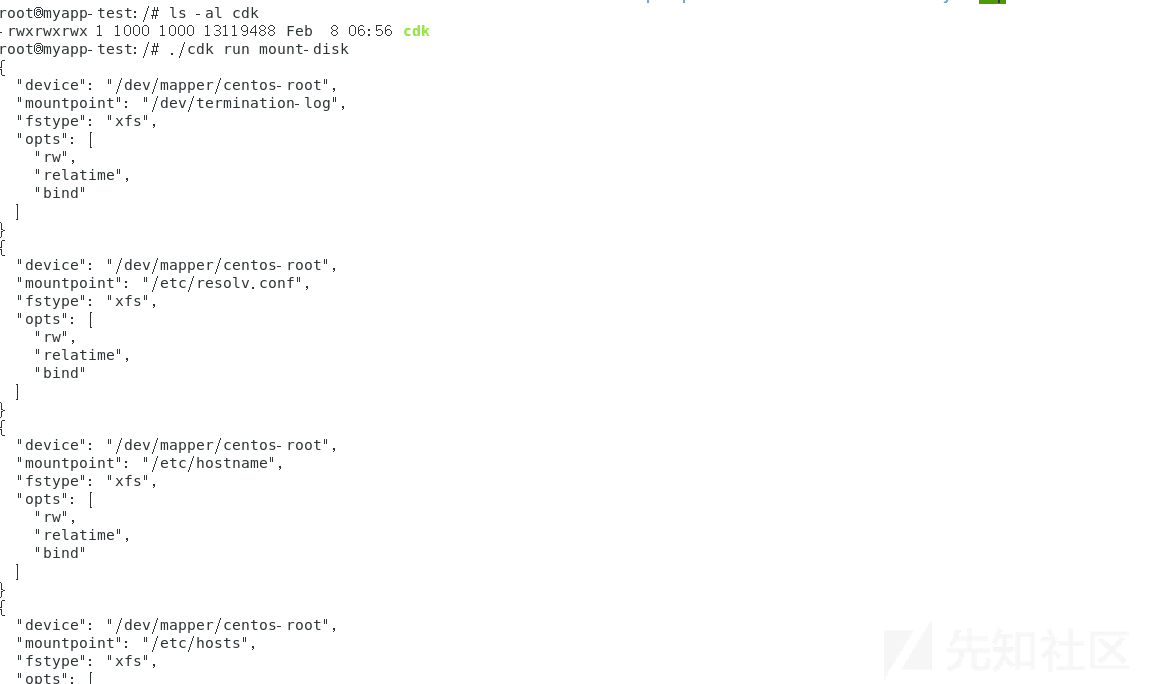 root@myapp-test:/# ls -al cdk
-rwxrwxrwx 1 1000 1000 13119488 Feb  8 06:56 cdk
root@myapp-test:/# ./cdk run mount-disk
{
  "device": "/dev/mapper/centos-root",
  "mountpoint": "/dev/termination-log",
  "fstype": "xfs",
  "opts": [
    "rw",
    "relatime",
    "bind"
  ]
}
{
  "device": "/dev/mapper/centos-root",
  "mountpoint": "/etc/resolv.conf",
  "fstype": "xfs",
  "opts": [
    "rw",
    "relatime",
    "bind"
  ]
}
{
  "device": "/dev/mapper/centos-root",
  "mountpoint": "/etc/hostname",
  "fstype": "xfs",
  "opts": [
    "rw",
    "relatime",
    "bind"
  ]
}
{
  "device": "/dev/mapper/centos-root",
  "mountpoint": "/etc/hosts",
  "fstype": "xfs",
  "opts": [
先知社区